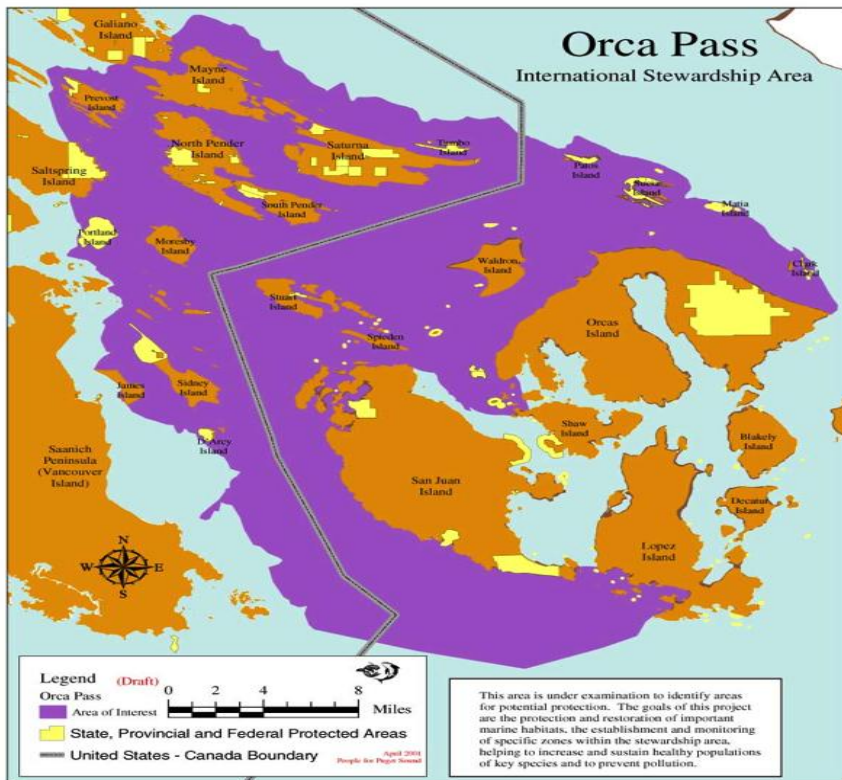 Orca Pass
International Stewardship Area
Galiano
Island
Mayne
Island
Prevost
Island
North Pender
Island
Saturna
Island
Tumbo
Island
Patos
Island
Sucia
Island
Matia
Island
Clark
Island
Saltspring
Island
South Pender
Island
Portland
Island
Moresby
Island
Waldron
Island
Stuart
Island
Spieden
Island
Orcas
Island
James
Island
Sidney
Island
D'Arcy
Island
Shaw
Island
Blakely
Island
Saanich
Peninsula
(Vancouver
Island)
San Juan
Island
Decatur
Island
Lopez
Island
N
W E
S
Legend (Draft)
Orca Pass
Area of Interest
0 2 4 8
Miles
State, Provincial and Federal Protected Areas
United States - Canada Boundary
April 2001
People for Puget Sound
This area is under examination to identify areas
for potential protection. The goals of this project
are the protection and restoration of important
marine habitats, the establishment and monitoring
of specific zones within the stewardship area,
helping to increase and sustain healthy populations
of key species and to prevent pollution.